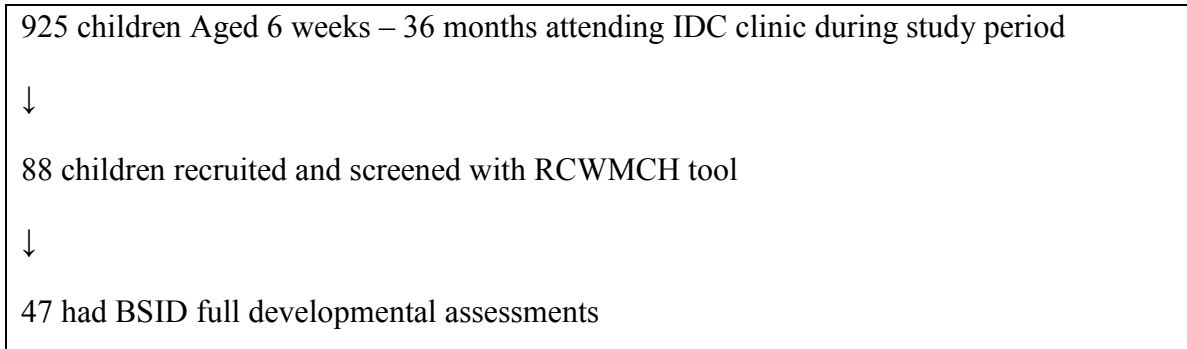 925 children Aged 6 weeks – 36 months attending IDC clinic during study period
↓
88 children recruited and screened with RCWMCH tool
↓
47 had BSID full developmental assessments